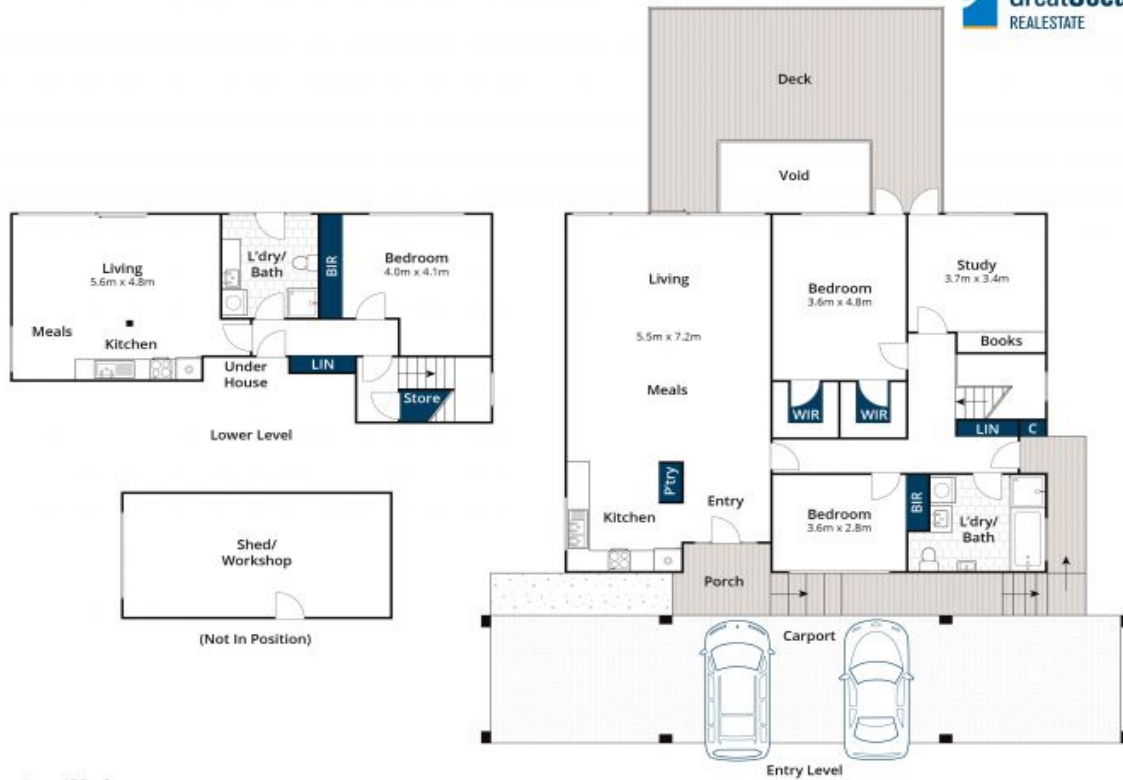 REALESTATE
Deck
Void
Living
5.6m x 4.8m
L'dry/
Bath
BIR
Bedroom
4.0m x 4.1m
Meals
Kitchen
Under
House
LIN
Store
Lower Level
Living
5.5m x 7.2m
Meals
Bedroom
3.6m x 4.8m
Study
3.7m x 3.4m
Books
WIR
WIR
LIN
C
P'try
Entry
Kitchen
Bedroom
3.6m x 2.8m
BIR
L'dry/
Bath
Porch
Shed/
Workshop
(Not In Position)
Carport
Entry Level